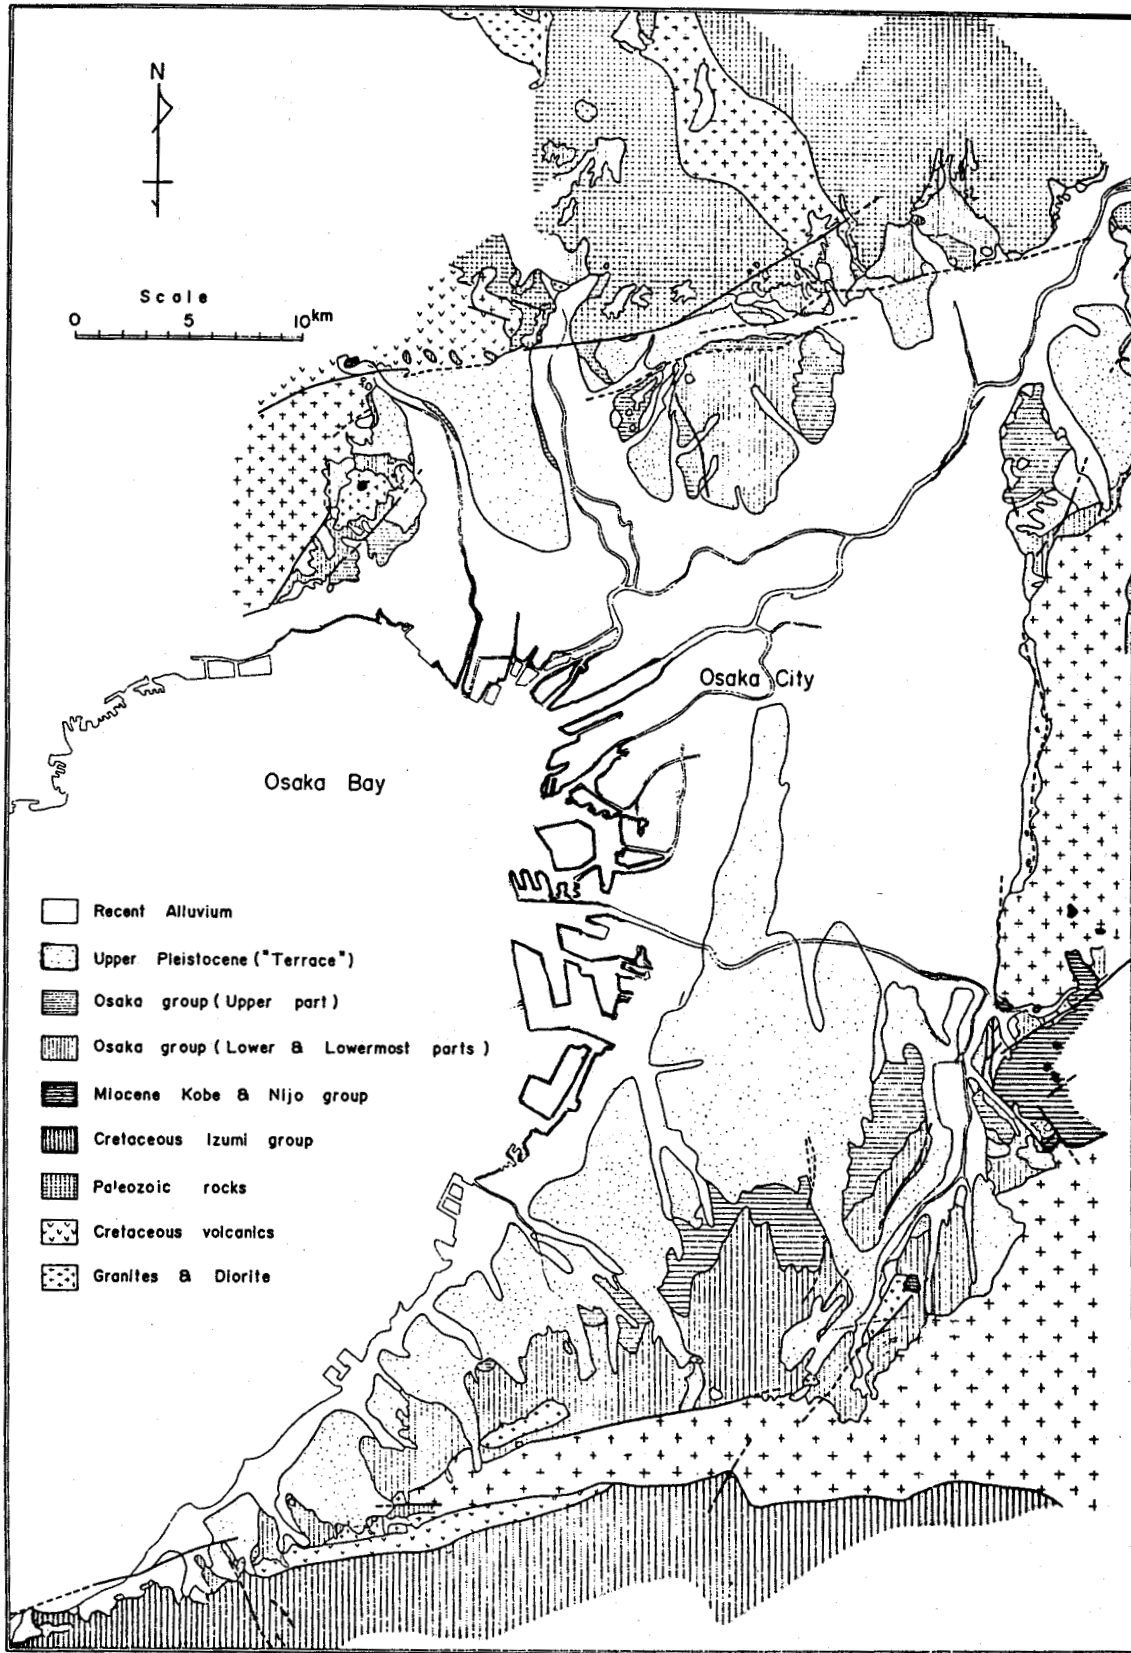 N
Scale
0 5 10km
Osaka City
Osaka Bay
Recent Alluvium
Upper Pleistocene ("Terrace")
Osaka group (Upper part)
Osaka group (Lower & Lowermost parts)
Miocene Kobe & Nijo group
Cretaceous Izumi group
Paleozoic rocks
Cretaceous volcanics
Granites & Diorite